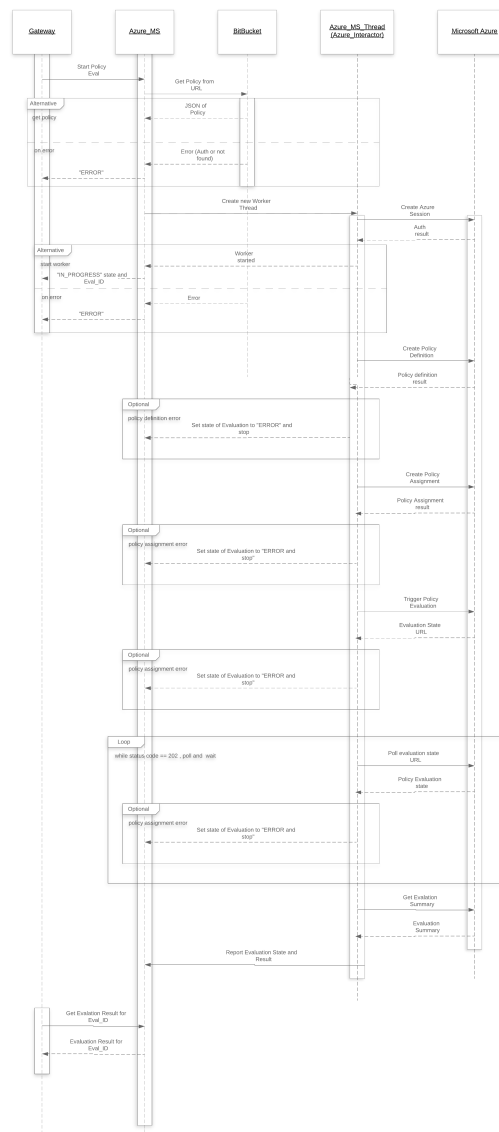 Gateway
Azure_MS
BitBucket
Azure_MS_Thread
(Azure_Interactor)
Microsoft Azure
Start Policy
Eval
Get Policy from
URL
Alternative
get policy
JSON of
Policy
on error
Error (Auth or not
found)
"ERROR"
Create new Worker
Thread
Create Azure
Session
Auth
result
Alternative
start worker
Worker
started
"IN_PROGRESS" state and
Eval_ID
on error
Error
"ERROR"
Create Policy
Definition
Policy definition
result
Optional
policy definition error
Set state of Evaluation to "ERROR" and
stop
Create Policy
Assignment
Policy Assignment
result
Optional
policy assignment error
Set state of Evaluation to "ERROR and
stop"
Trigger Policy
Evaluation
Evaluation State
URL
Optional
policy assignment error
Set state of Evaluation to "ERROR and
stop"
Loop
while status code == 202 , poll and wait
Poll evaluation state
URL
Policy Evaluation
state
Optional
policy assignment error
Set state of Evaluation to "ERROR and
stop"
Get Evalation
Summary
Evaluation
Summary
Report Evaluation State and
Result
Get Evalation Result for
Eval_ID
Evaluation Result for
Eval_ID